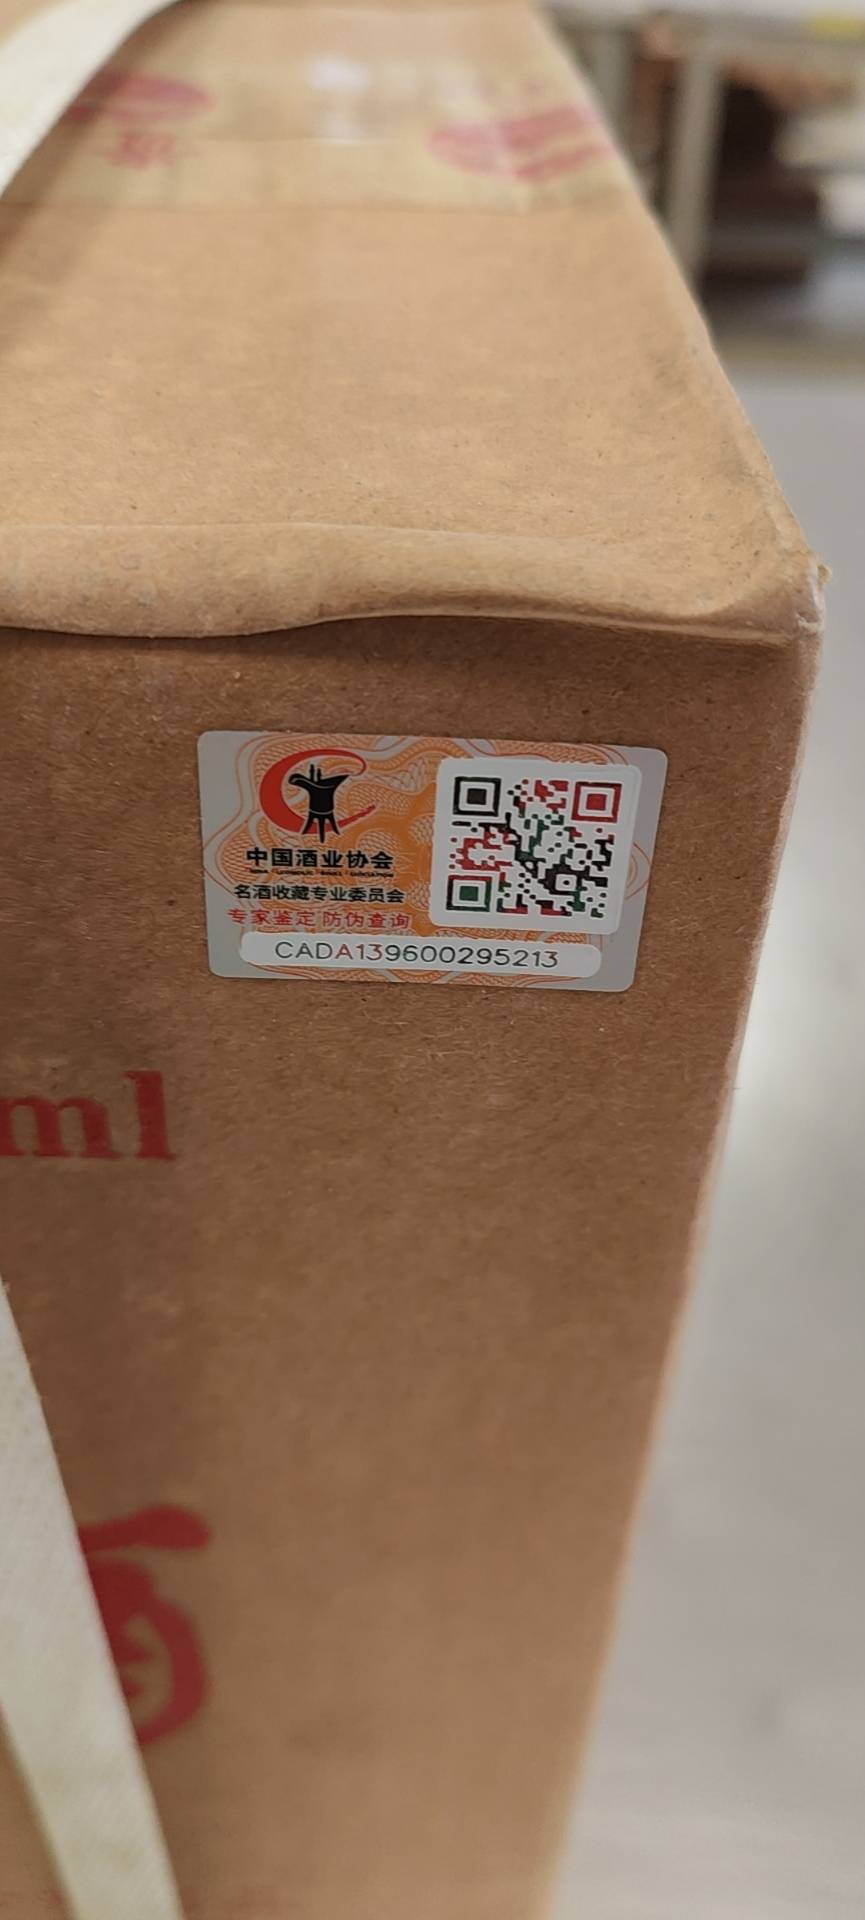 中国酒业协会
名酒收藏专业委员会
专家鉴定 防伪查询
CADA139600295213
ml